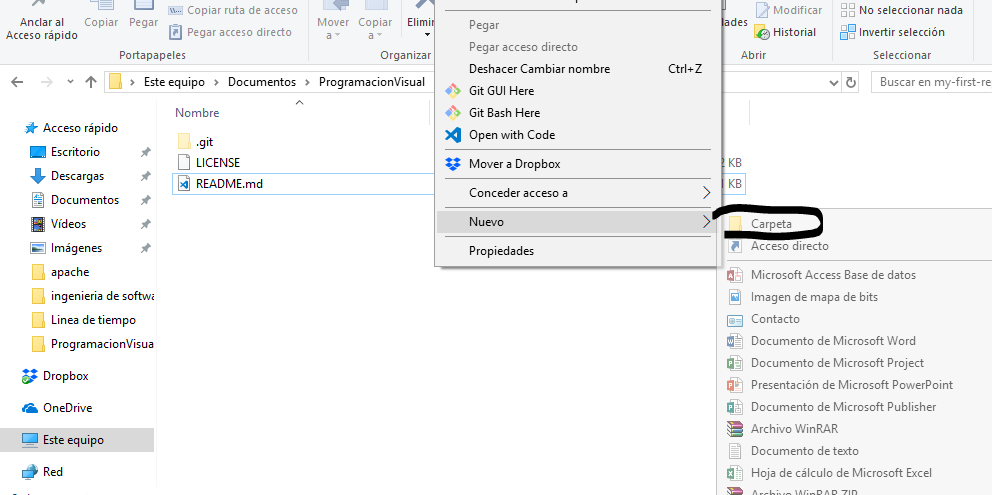 Anclar al
Acceso rápido
Copiar
Pegar
Copiar ruta de acceso
Pegar acceso directo
Portapapeles
Mover
a
Copiar
a
Organizar
Modificar
Historial
Abrir
No seleccionar nada
Invertir selección
Seleccionar
Este equipo
Documentos
ProgramacionVisual
Buscar en my-first-re
Nombre
.git
LICENSE
README.md
KB
KB
Acceso rápido
Escritorio
Descargas
Documentos
Vídeos
Imágenes
apache
ingenieria de softwa
Linea de tiempo
ProgramacionVisua
Dropbox
OneDrive
Este equipo
Red
Pegar
Pegar acceso directo
Deshacer Cambiar nombre Ctrl+Z
Git GUI Here
Git Bash Here
Open with Code
Mover a Dropbox
Conceder acceso a
Nuevo
Propiedades
Carpeta
Acceso directo
Microsoft Access Base de datos
Imagen de mapa de bits
Contacto
Documento de Microsoft Word
Documento de Microsoft Project
Presentación de Microsoft PowerPoint
Documento de Microsoft Publisher
Archivo WinRAR
Documento de texto
Hoja de cálculo de Microsoft Excel
Archivo WinRAR ZIP